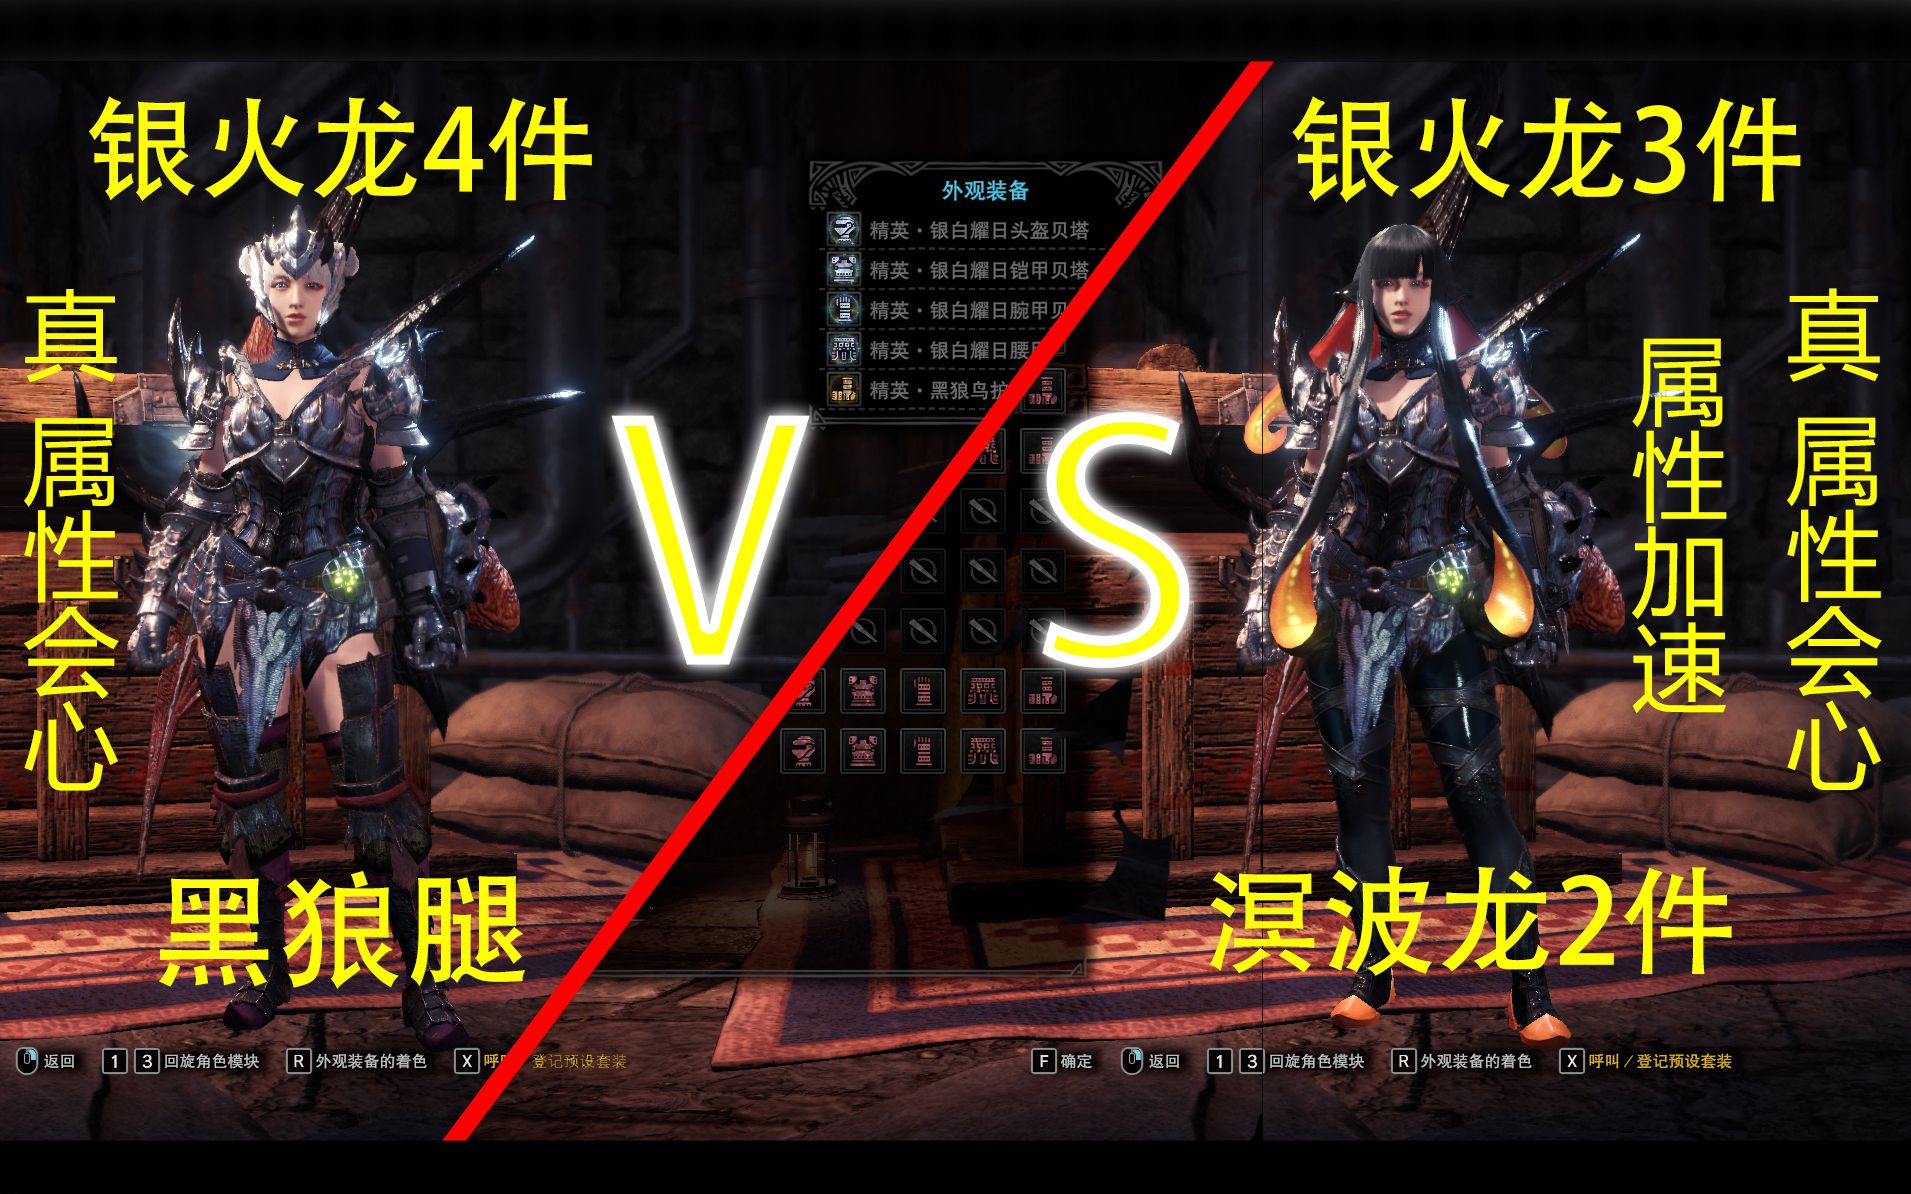 银火龙4件
真 属性会心
黑狼腿
VS
外观装备
精英·银白耀日头盔贝塔
精英·银白耀日铠甲贝塔
精英·银白耀日腕甲贝
精英·银白耀日腰
精英·黑狼鸟护
银火龙3件
属性加速
真 属性会心
溟波龙2件
返回 1 3 回旋角色模块 R 外观装备的着色 X 呼 登记预设套装
F 确定 返回 1 3 回旋角色模块 R 外观装备的着色 X 呼叫/登记预设套装